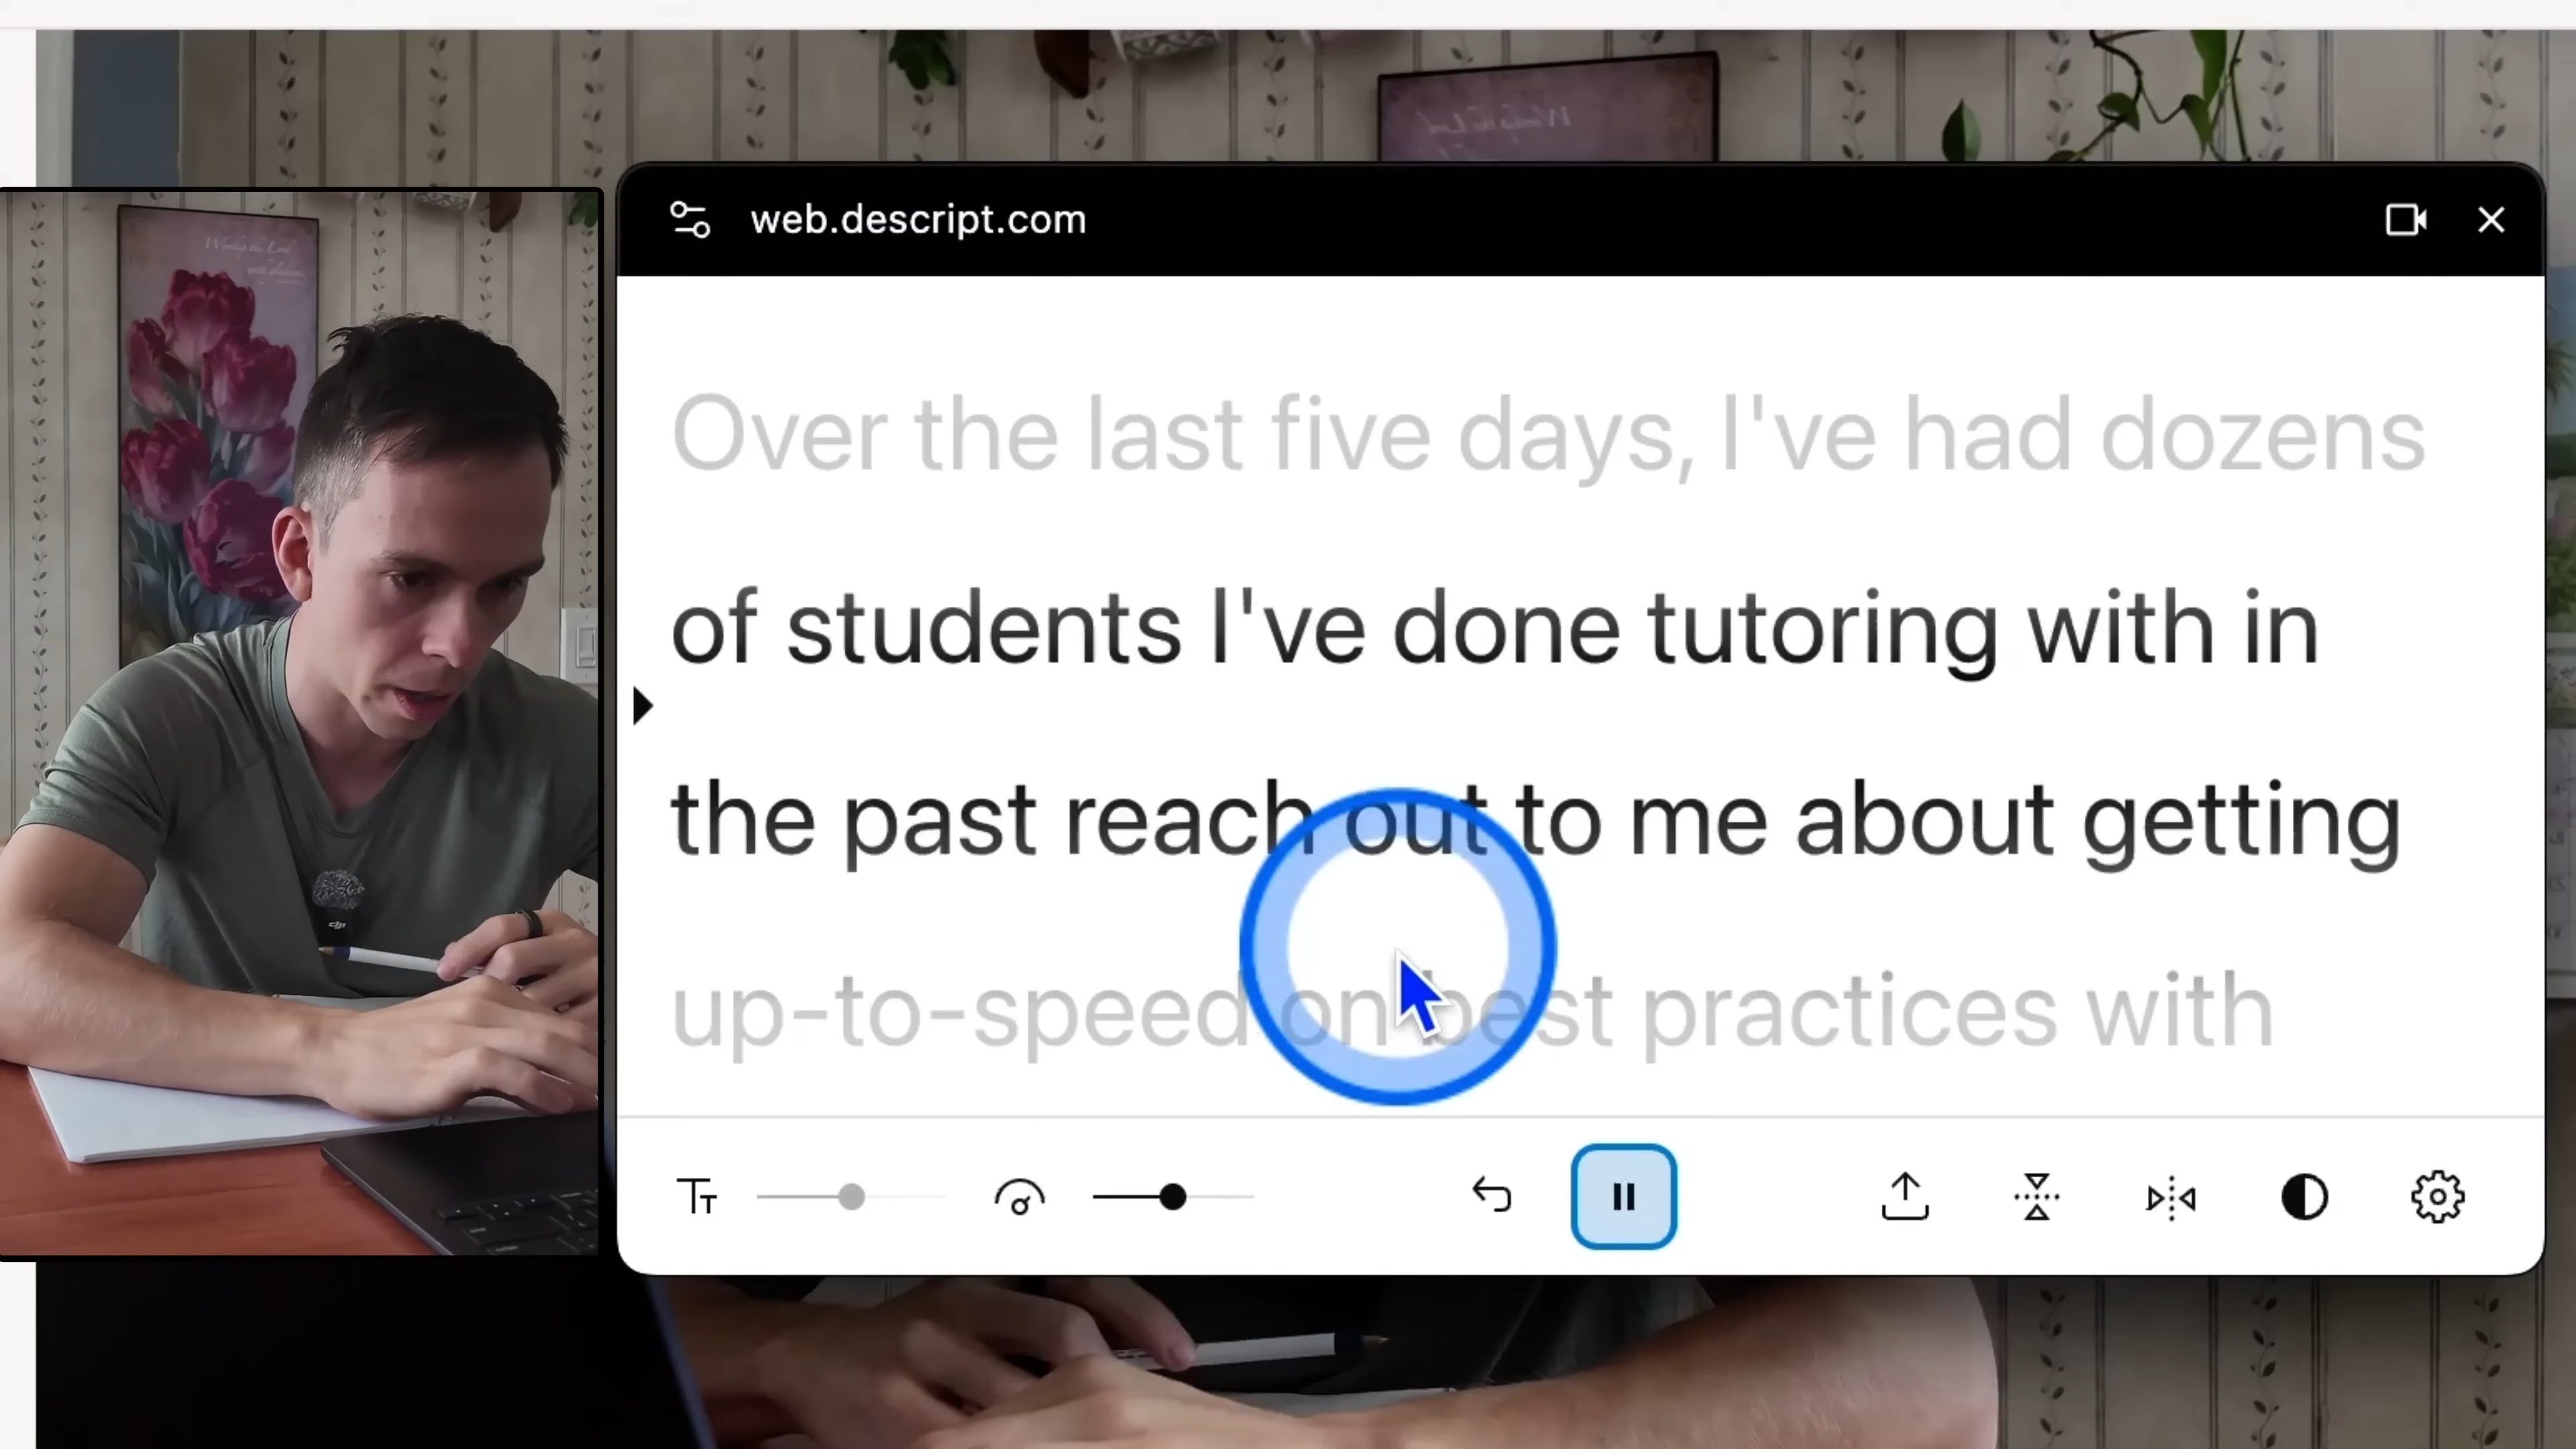 web.descript.com
Over the last five days, I've had dozens
of students I've done tutoring with in
the past reach out to me about getting
up-to-speed on best practices with
dji